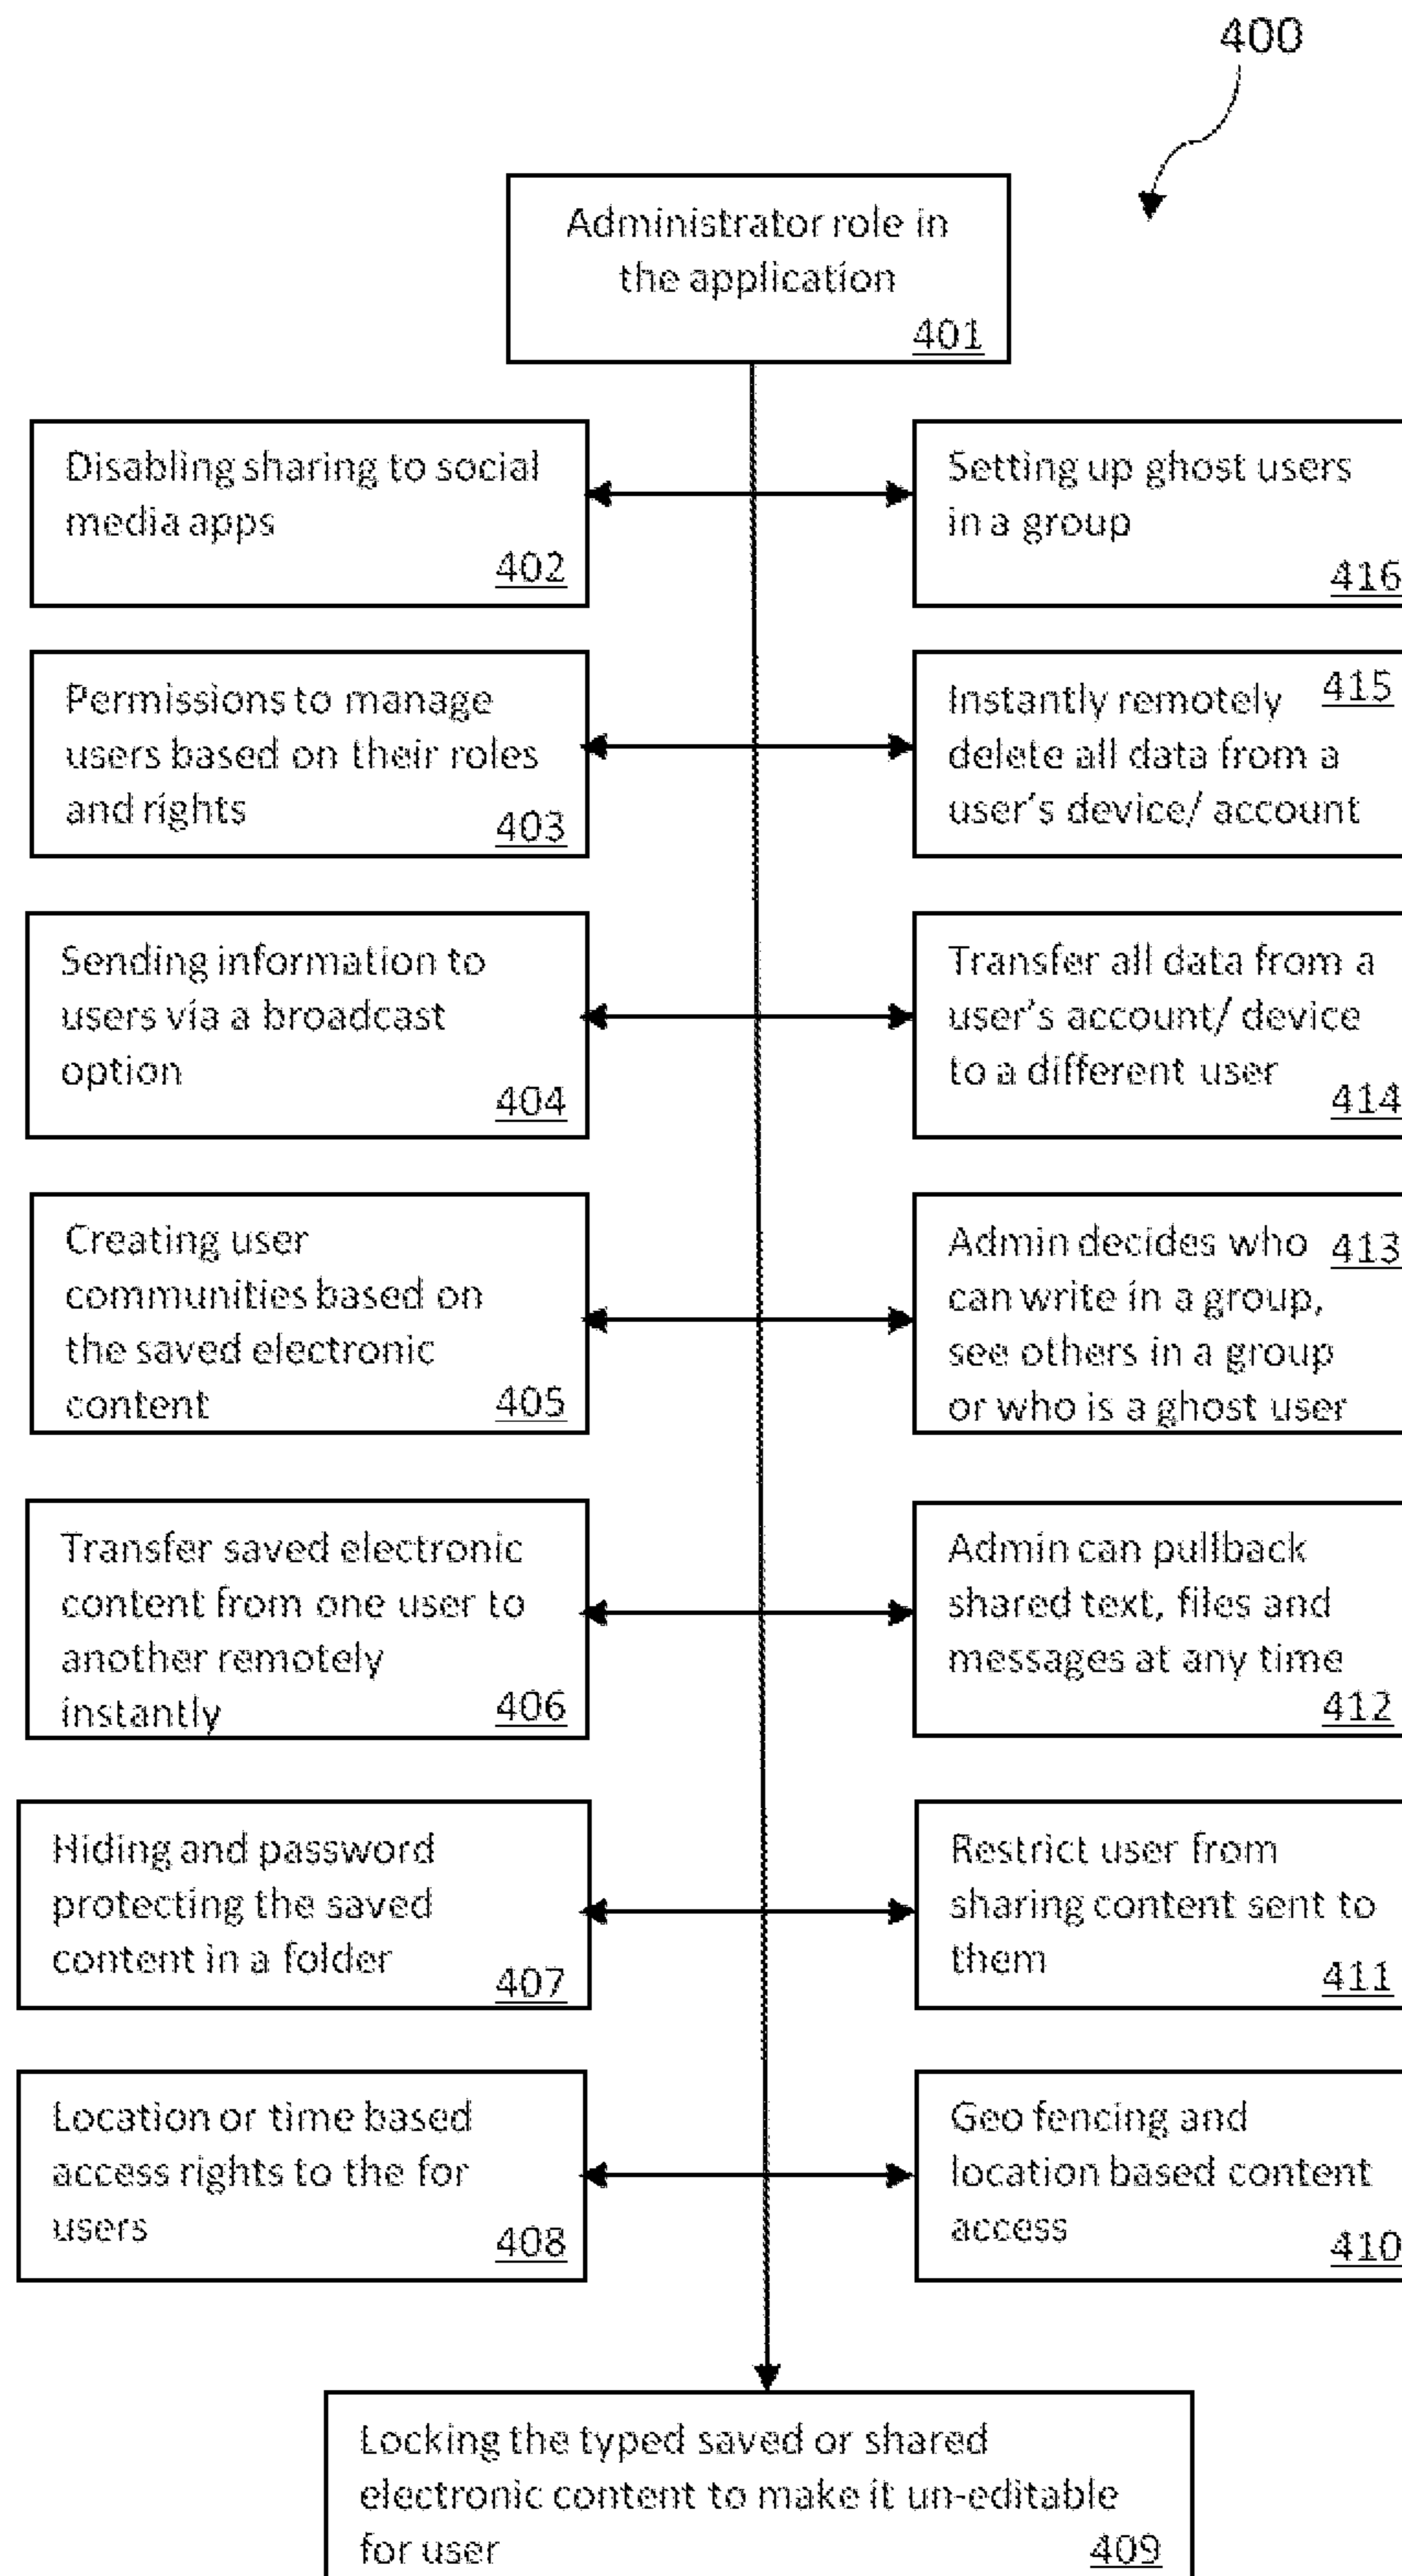 400
Administrator role in
the application
401
Disabling sharing to social
media apps
402
Setting up ghost users
in a group
416
Permissions to manage
users based on their roles
and rights
403
Instantly remotely 415
delete all data from a
user's device/ account
Sending information to
users via a broadcast
option
404
Transfer all data from a
user's account/ device
to a different user
414
Creating user
communities based on
the saved electronic
content 405
Admin decides who 413
can write in a group,
see others in a group
or who is a ghost user
Transfer saved electronic
content from one user to
another remotely
instantly 406
Admin can pullback
shared text, files and
messages at any time
412
Hiding and password
protecting the saved
content in a folder
407
Restrict user from
sharing content sent to
them 411
Location or time based
access rights to the for
users 408
Geo fencing and
location based content
access 410
Locking the typed saved or shared
electronic content to make it un-editable
for user 409